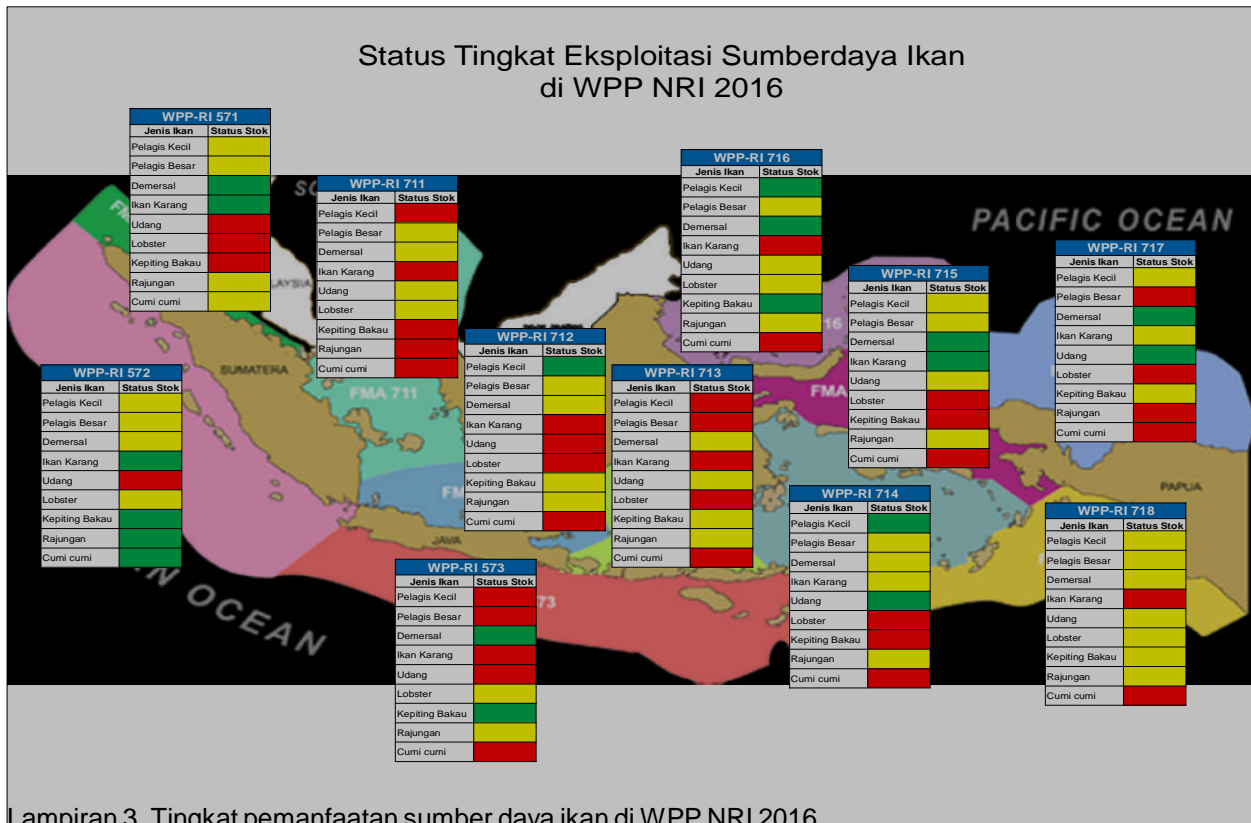 Status Tingkat Eksploitasi Sumberdaya Ikan
di WPP NRI 2016
WPP-RI 571
Jenis Ikan Status Stok
Pelagis Kecil
Pelagis Besar
Demersal
Ikan Karang
Udang
Lobster
Kepiting Bakau
Rajungan
Cumi cumi
WPP-RI 711
Jenis Ikan Status Stok
Pelagis Kecil
Pelagis Besar
Demersal
Ikan Karang
Udang
Lobster
Kepiting Bakau
Rajungan
Cumi cumi
WPP-RI 716
Jenis Ikan Status Stok
Pelagis Kecil
Pelagis Besar
Demersal
Ikan Karang
Udang
Lobster
Kepiting Bakau
Rajungan
Cumi cumi
PACIFIC OCEAN
WPP-RI 717
Jenis Ikan Status Stok
Pelagis Kecil
Pelagis Besar
Demersal
Ikan Karang
Udang
Lobster
Kepiting Bakau
Rajungan
Cumi cumi
WPP-RI 715
Jenis Ikan Status Stok
Pelagis Kecil
Pelagis Besar
Demersal
Ikan Karang
Udang
Lobster
Kepiting Bakau
Rajungan
Cumi cumi
WPP-RI 712
Jenis Ikan Status Stok
Pelagis Kecil
Pelagis Besar
Demersal
Ikan Karang
Udang
Lobster
Kepiting Bakau
Rajungan
Cumi cumi
WPP-RI 572
Jenis Ikan Status Stok
Pelagis Kecil
Pelagis Besar
Demersal
Ikan Karang
Udang
Lobster
Kepiting Bakau
Rajungan
Cumi cumi
WPP-RI 713
Jenis Ikan Status Stok
Pelagis Kecil
Pelagis Besar
Demersal
Ikan Karang
Udang
Lobster
Kepiting Bakau
Rajungan
Cumi cumi
SUMATERA
FMA 711
FMA
PAPUA
JAVA
WPP-RI 714
Jenis Ikan Status Stok
Pelagis Kecil
Pelagis Besar
Demersal
Ikan Karang
Udang
Lobster
Kepiting Bakau
Rajungan
Cumi cumi
WPP-RI 718
Jenis Ikan Status Stok
Pelagis Kecil
Pelagis Besar
Demersal
Ikan Karang
Udang
Lobster
Kepiting Bakau
Rajungan
Cumi cumi
WPP-RI 573
Jenis Ikan Status Stok
Pelagis Kecil
Pelagis Besar
Demersal
Ikan Karang
Udang
Lobster
Kepiting Bakau
Rajungan
Cumi cumi
OCEAN
Lampiran 3. Tingkat pemanfaatan sumber daya ikan di WPP NRI 2016